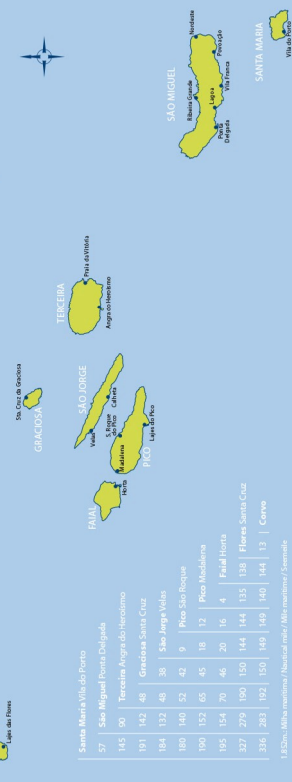 Lajes das Flores
Sta. Cruz da Graciosa
GRACIOSA
TERCEIRA
Praia da Vitória
Angra do Heroísmo
SÃO JORGE
Velas
Calheta
FAIAL
Horta
Madalena
S. Roque
do Pico
PICO
Lajes do Pico
SÃO MIGUEL
Ribeira Grande
Nordeste
Povoação
Lagoa
Vila Franca
Ponta
Delgada
SANTA MARIA
Vila do Porto
Santa Maria Vila do Porto
57 São Miguel Ponta Delgada
145 90 Terceira Angra do Heroísmo
191 142 48 Graciosa Santa Cruz
184 132 48 38 São Jorge Velas
180 140 52 42 9 Pico São Roque
190 152 65 45 18 12 Pico Madalena
195 154 70 46 20 16 4 Faial Horta
327 279 190 150 144 144 135 138 Flores Santa Cruz
336 283 192 150 149 149 140 144 13 Corvo
1.852m.: Milha marítima / Nautical mile / Mile maritime / Seemeile